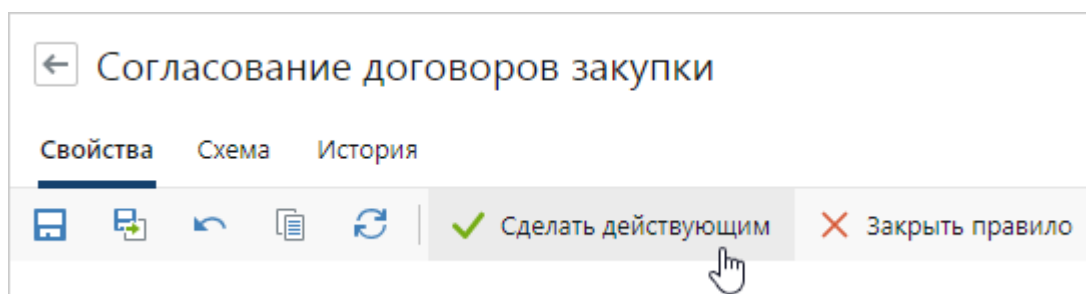 Согласование договоров закупки
Свойства Схема История
Сделать действующим Закрыть правило